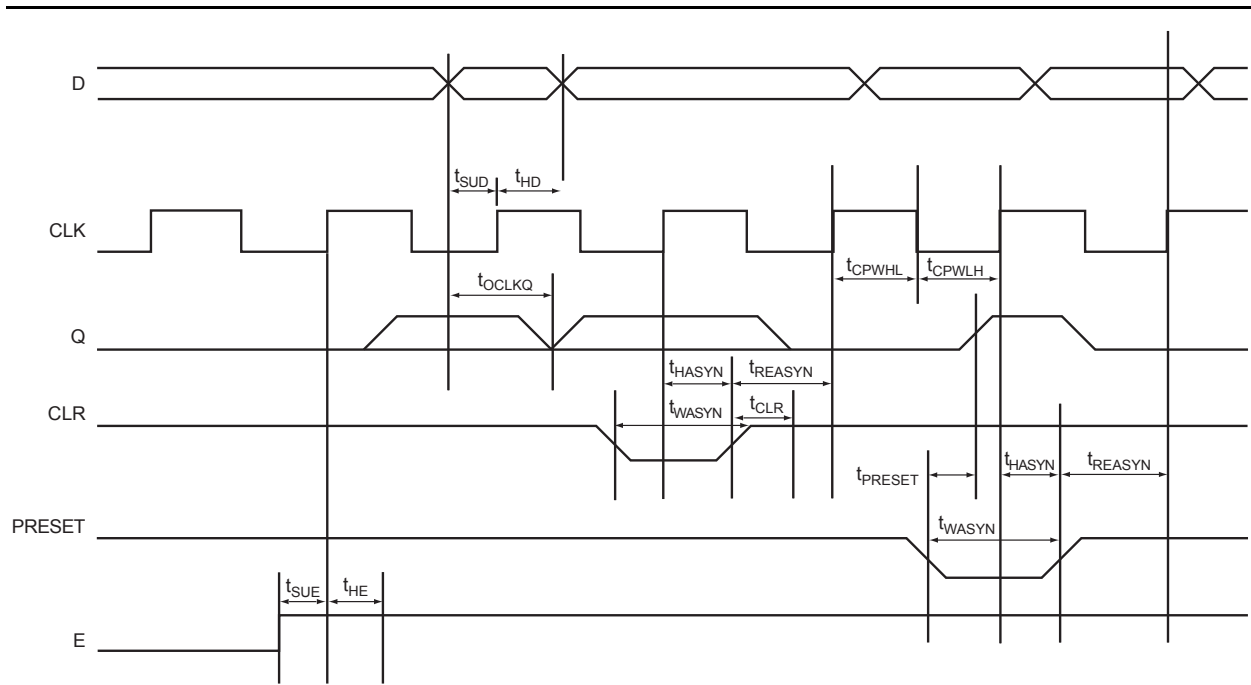 D
tSUD tHD
CLK
tCPWHL tCPWLH
tOCLKQ
Q
tHASYN tREASYN
CLR
tWASYN tCLR
tPRESET tHASYN tREASYN
PRESET
tWASYN
tSUE tHE
E